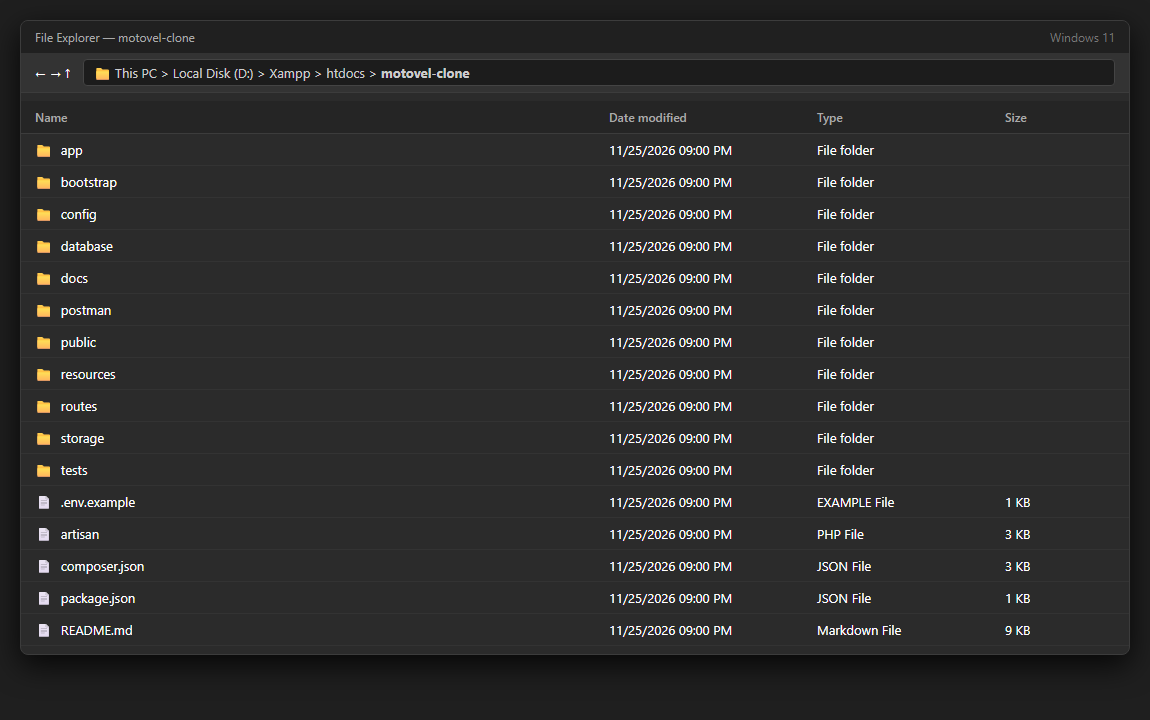 File Explorer — motovel-clone Windows 11
←→↑ This PC > Local Disk (D:) > Xampp > htdocs > motovel-clone
Name Date modified Type Size
app 11/25/2026 09:00 PM File folder
bootstrap 11/25/2026 09:00 PM File folder
config 11/25/2026 09:00 PM File folder
database 11/25/2026 09:00 PM File folder
docs 11/25/2026 09:00 PM File folder
postman 11/25/2026 09:00 PM File folder
public 11/25/2026 09:00 PM File folder
resources 11/25/2026 09:00 PM File folder
routes 11/25/2026 09:00 PM File folder
storage 11/25/2026 09:00 PM File folder
tests 11/25/2026 09:00 PM File folder
.env.example 11/25/2026 09:00 PM EXAMPLE File 1 KB
artisan 11/25/2026 09:00 PM PHP File 3 KB
composer.json 11/25/2026 09:00 PM JSON File 3 KB
package.json 11/25/2026 09:00 PM JSON File 1 KB
README.md 11/25/2026 09:00 PM Markdown File 9 KB